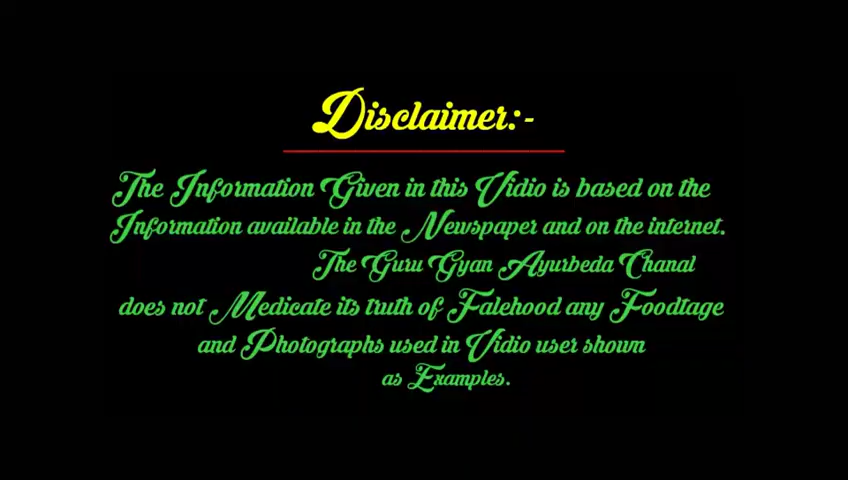 Disclaimer:-
The Information Given in this Vidio is based on the
Information available in the Newspaper and on the internet.
The Guru Gyan Ayurbeda Chanal
does not Medicate its truth of Falehood any Foodtage
and Photographs used in Vidio user shown
as Examples.